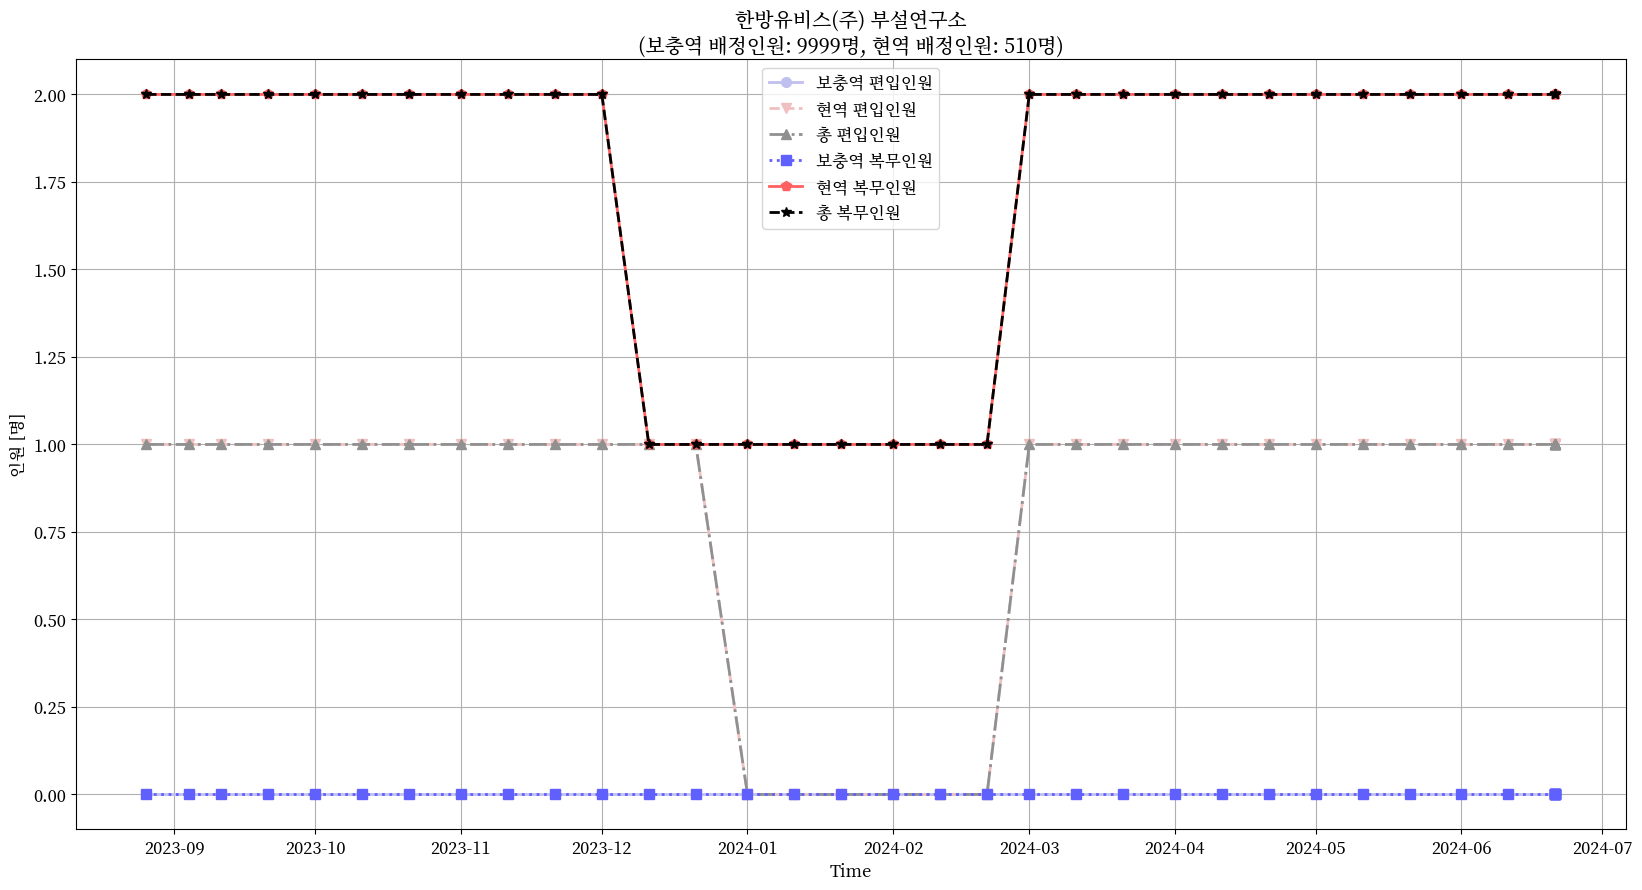 한방유비스(주) 부설연구소
(보충역 배정인원: 9999명, 현역 배정인원: 510명)
보충역 편입인원
현역 편입인원
총 편입인원
보충역 복무인원
현역 복무인원
총 복무인원
2.00
1.75
1.50
1.25
1.00
0.75
0.50
0.25
0.00
인원 [명]
2023-09 2023-10 2023-11 2023-12 2024-01 2024-02 2024-03 2024-04 2024-05 2024-06 2024-07
Time